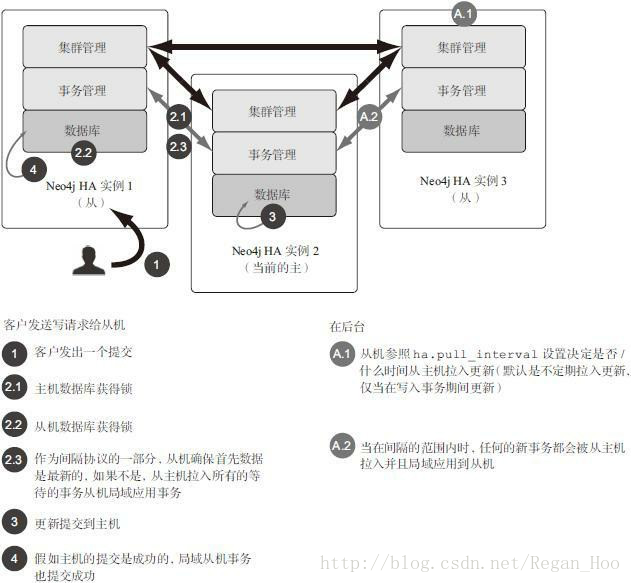 A.1
集群管理
事务管理
数据库
2.2
4
Neo4j HA 实例 1
（从）
1
2.1
2.3
集群管理
事务管理
数据库
3
Neo4j HA 实例 2
（当前的主）
A.2
集群管理
事务管理
数据库
Neo4j HA 实例 3
（从）
客户发送写请求给从机
1 客户发出一个提交
2.1 主机数据库获得锁
2.2 从机数据库获得锁
2.3 作为间隔协议的一部分，从机确保首先数据
是最新的，如果不是，从主机拉入所有的等
待的事务从机局域应用事务
3 更新提交到主机
4 假如主机的提交是成功的，局域从机事务
也提交成功
在后台
A.1 从机参照 ha.pull_interval 设置决定是否 /
什么时间从主机拉入更新（默认是不定期拉入更新、
仅当在写入事务期间更新）
A.2 当在间隔的范围内时，任何的新事务都会被从主机
拉入并且局域应用到从机
http://blog.csdn.net/Regan_Hoo